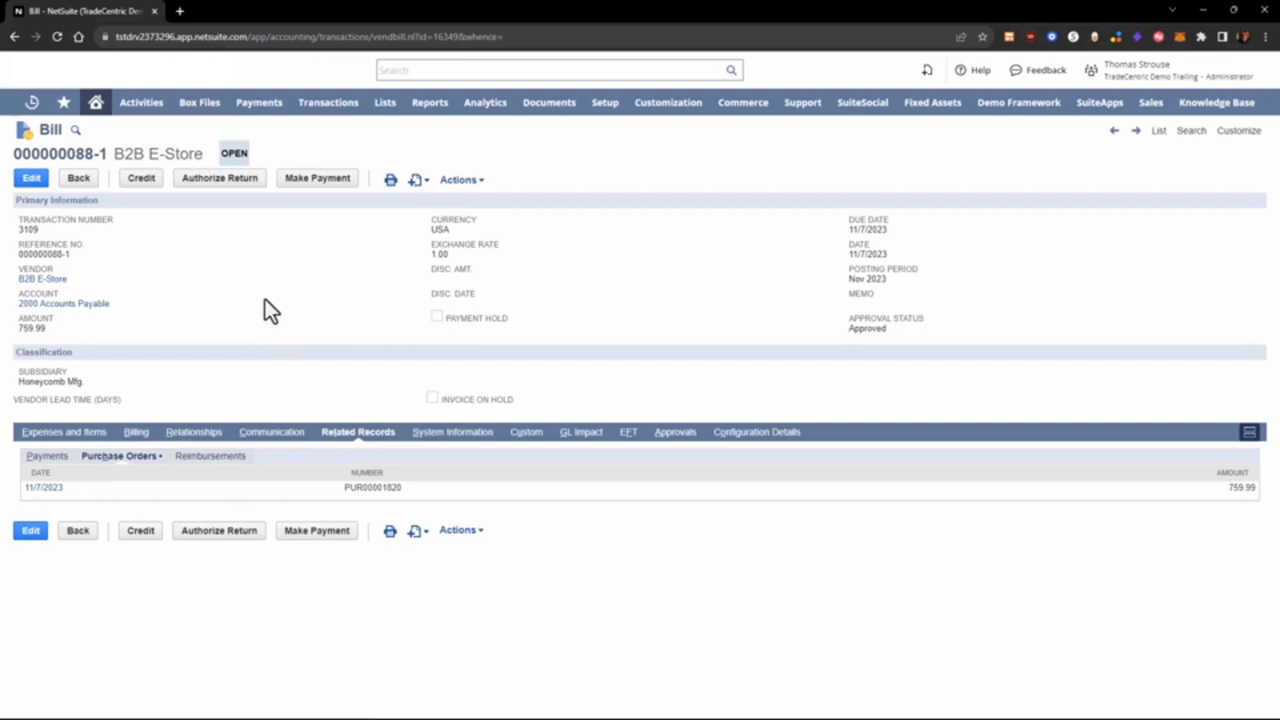 Bill - NetSuite (TradeCentric De
tstdrv2373296.app.netsuite.com/app/accounting/transactions/vendbill.nl?id=16349&whence=
Search
Help
Feedback
Thomas Strouse
TradeCentric Demo Trailing - Administrator
Activities Box Files Payments Transactions Lists Reports Analytics Documents Setup Customization Commerce Support SuiteSocial Fixed Assets Demo Framework SuiteApps Sales Knowledge Base
Bill
List Search Customize
000000088-1 B2B E-Store OPEN
Edit Back Credit Authorize Return Make Payment Actions
Primary Information
TRANSACTION NUMBER
3109
REFERENCE NO.
000000088-1
VENDOR
B2B E-Store
ACCOUNT
2000 Accounts Payable
AMOUNT
759.99
CURRENCY
USA
EXCHANGE RATE
1.00
DISC. AMT.
DISC. DATE
PAYMENT HOLD
DUE DATE
11/7/2023
DATE
11/7/2023
POSTING PERIOD
Nov 2023
MEMO
APPROVAL STATUS
Approved
Classification
SUBSIDIARY
Honeycomb Mfg.
VENDOR LEAD TIME (DAYS)
INVOICE ON HOLD
Expenses and Items Billing Relationships Communication Related Records System Information Custom GL Impact EFT Approvals Configuration Details
Payments Purchase Orders • Reimbursements
DATE NUMBER AMOUNT
11/7/2023 PUR00001820 759.99
Edit Back Credit Authorize Return Make Payment Actions